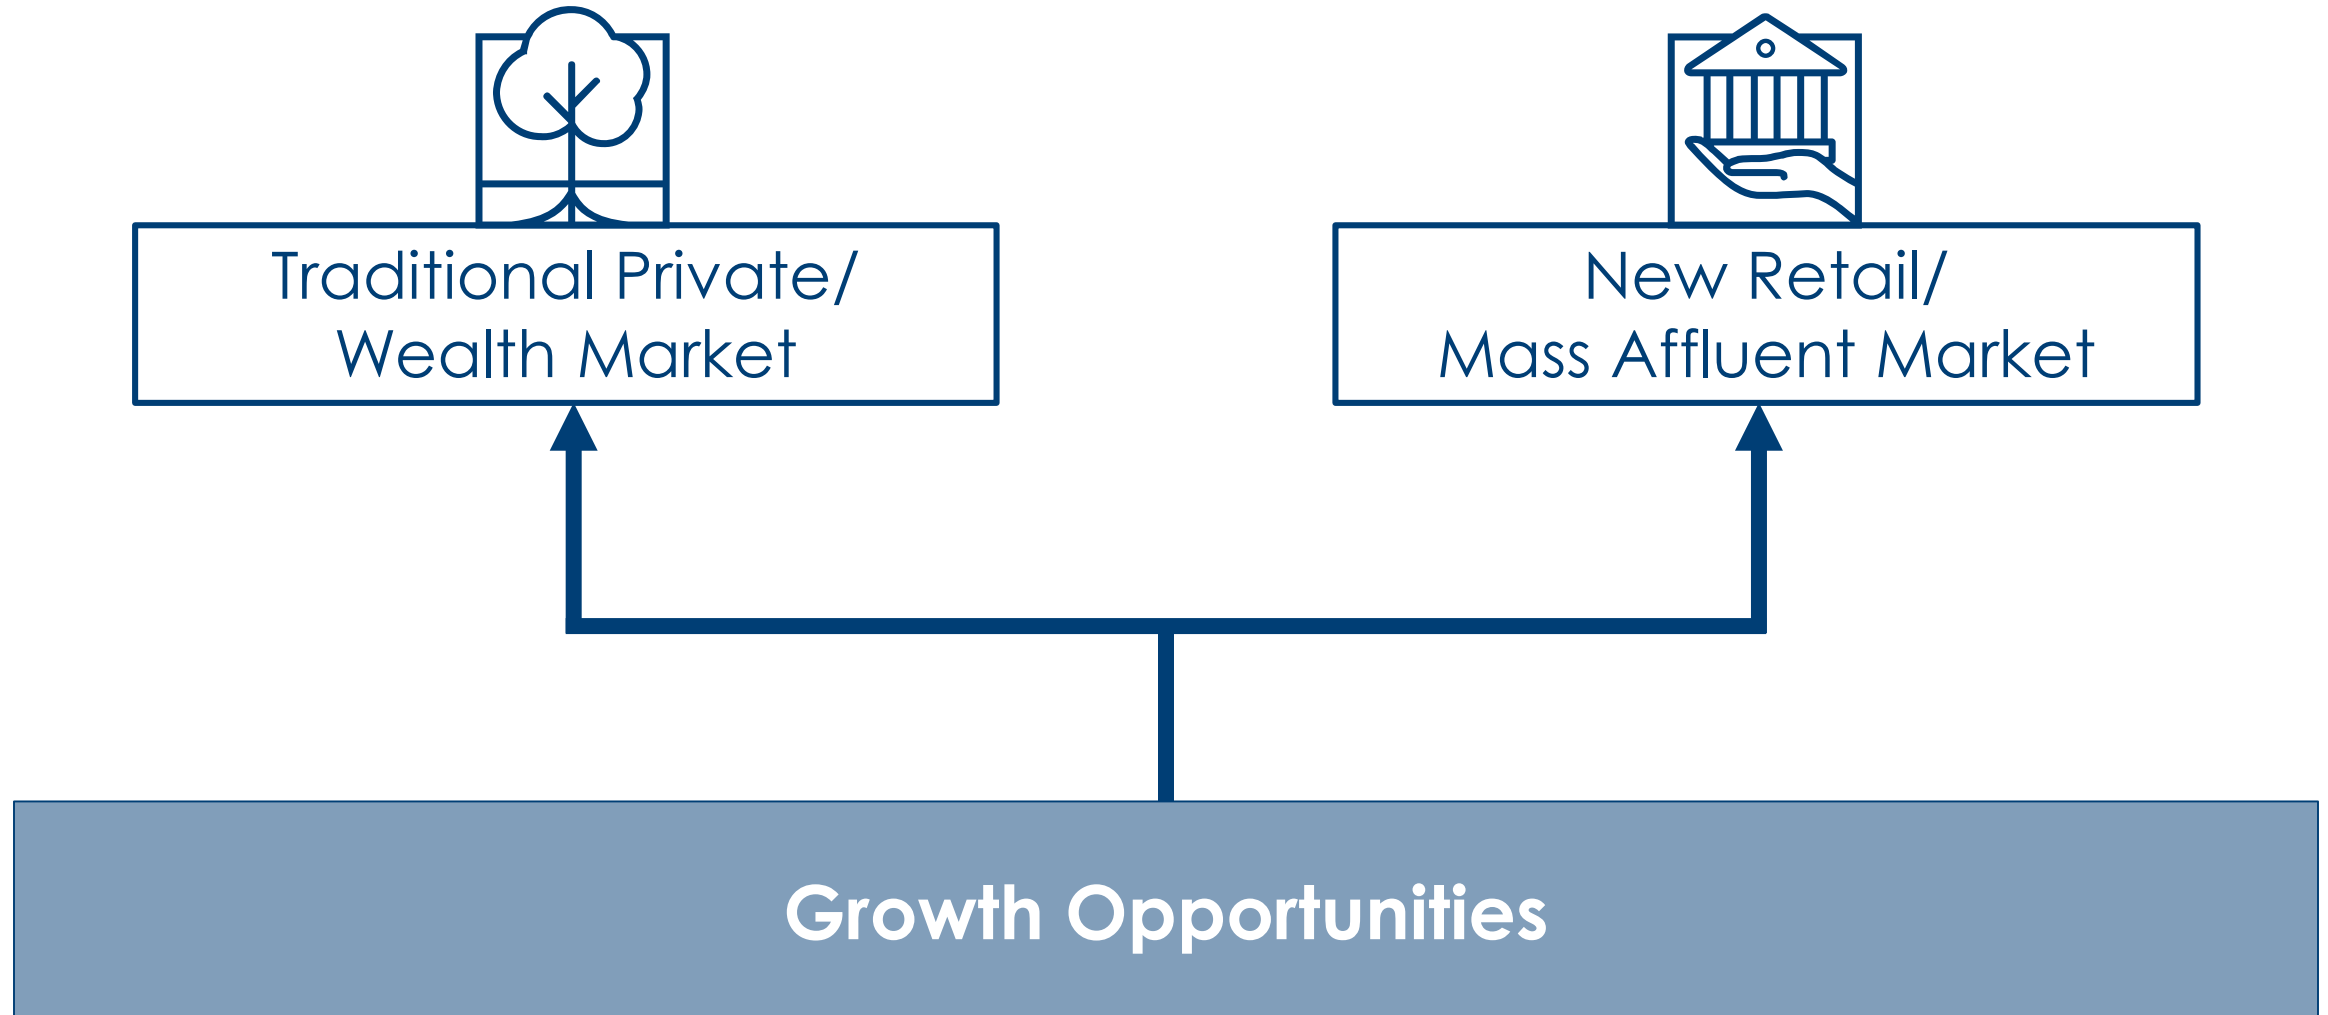 Traditional Private/
Wealth Market
New Retail/
Mass Affluent Market
Growth Opportunities